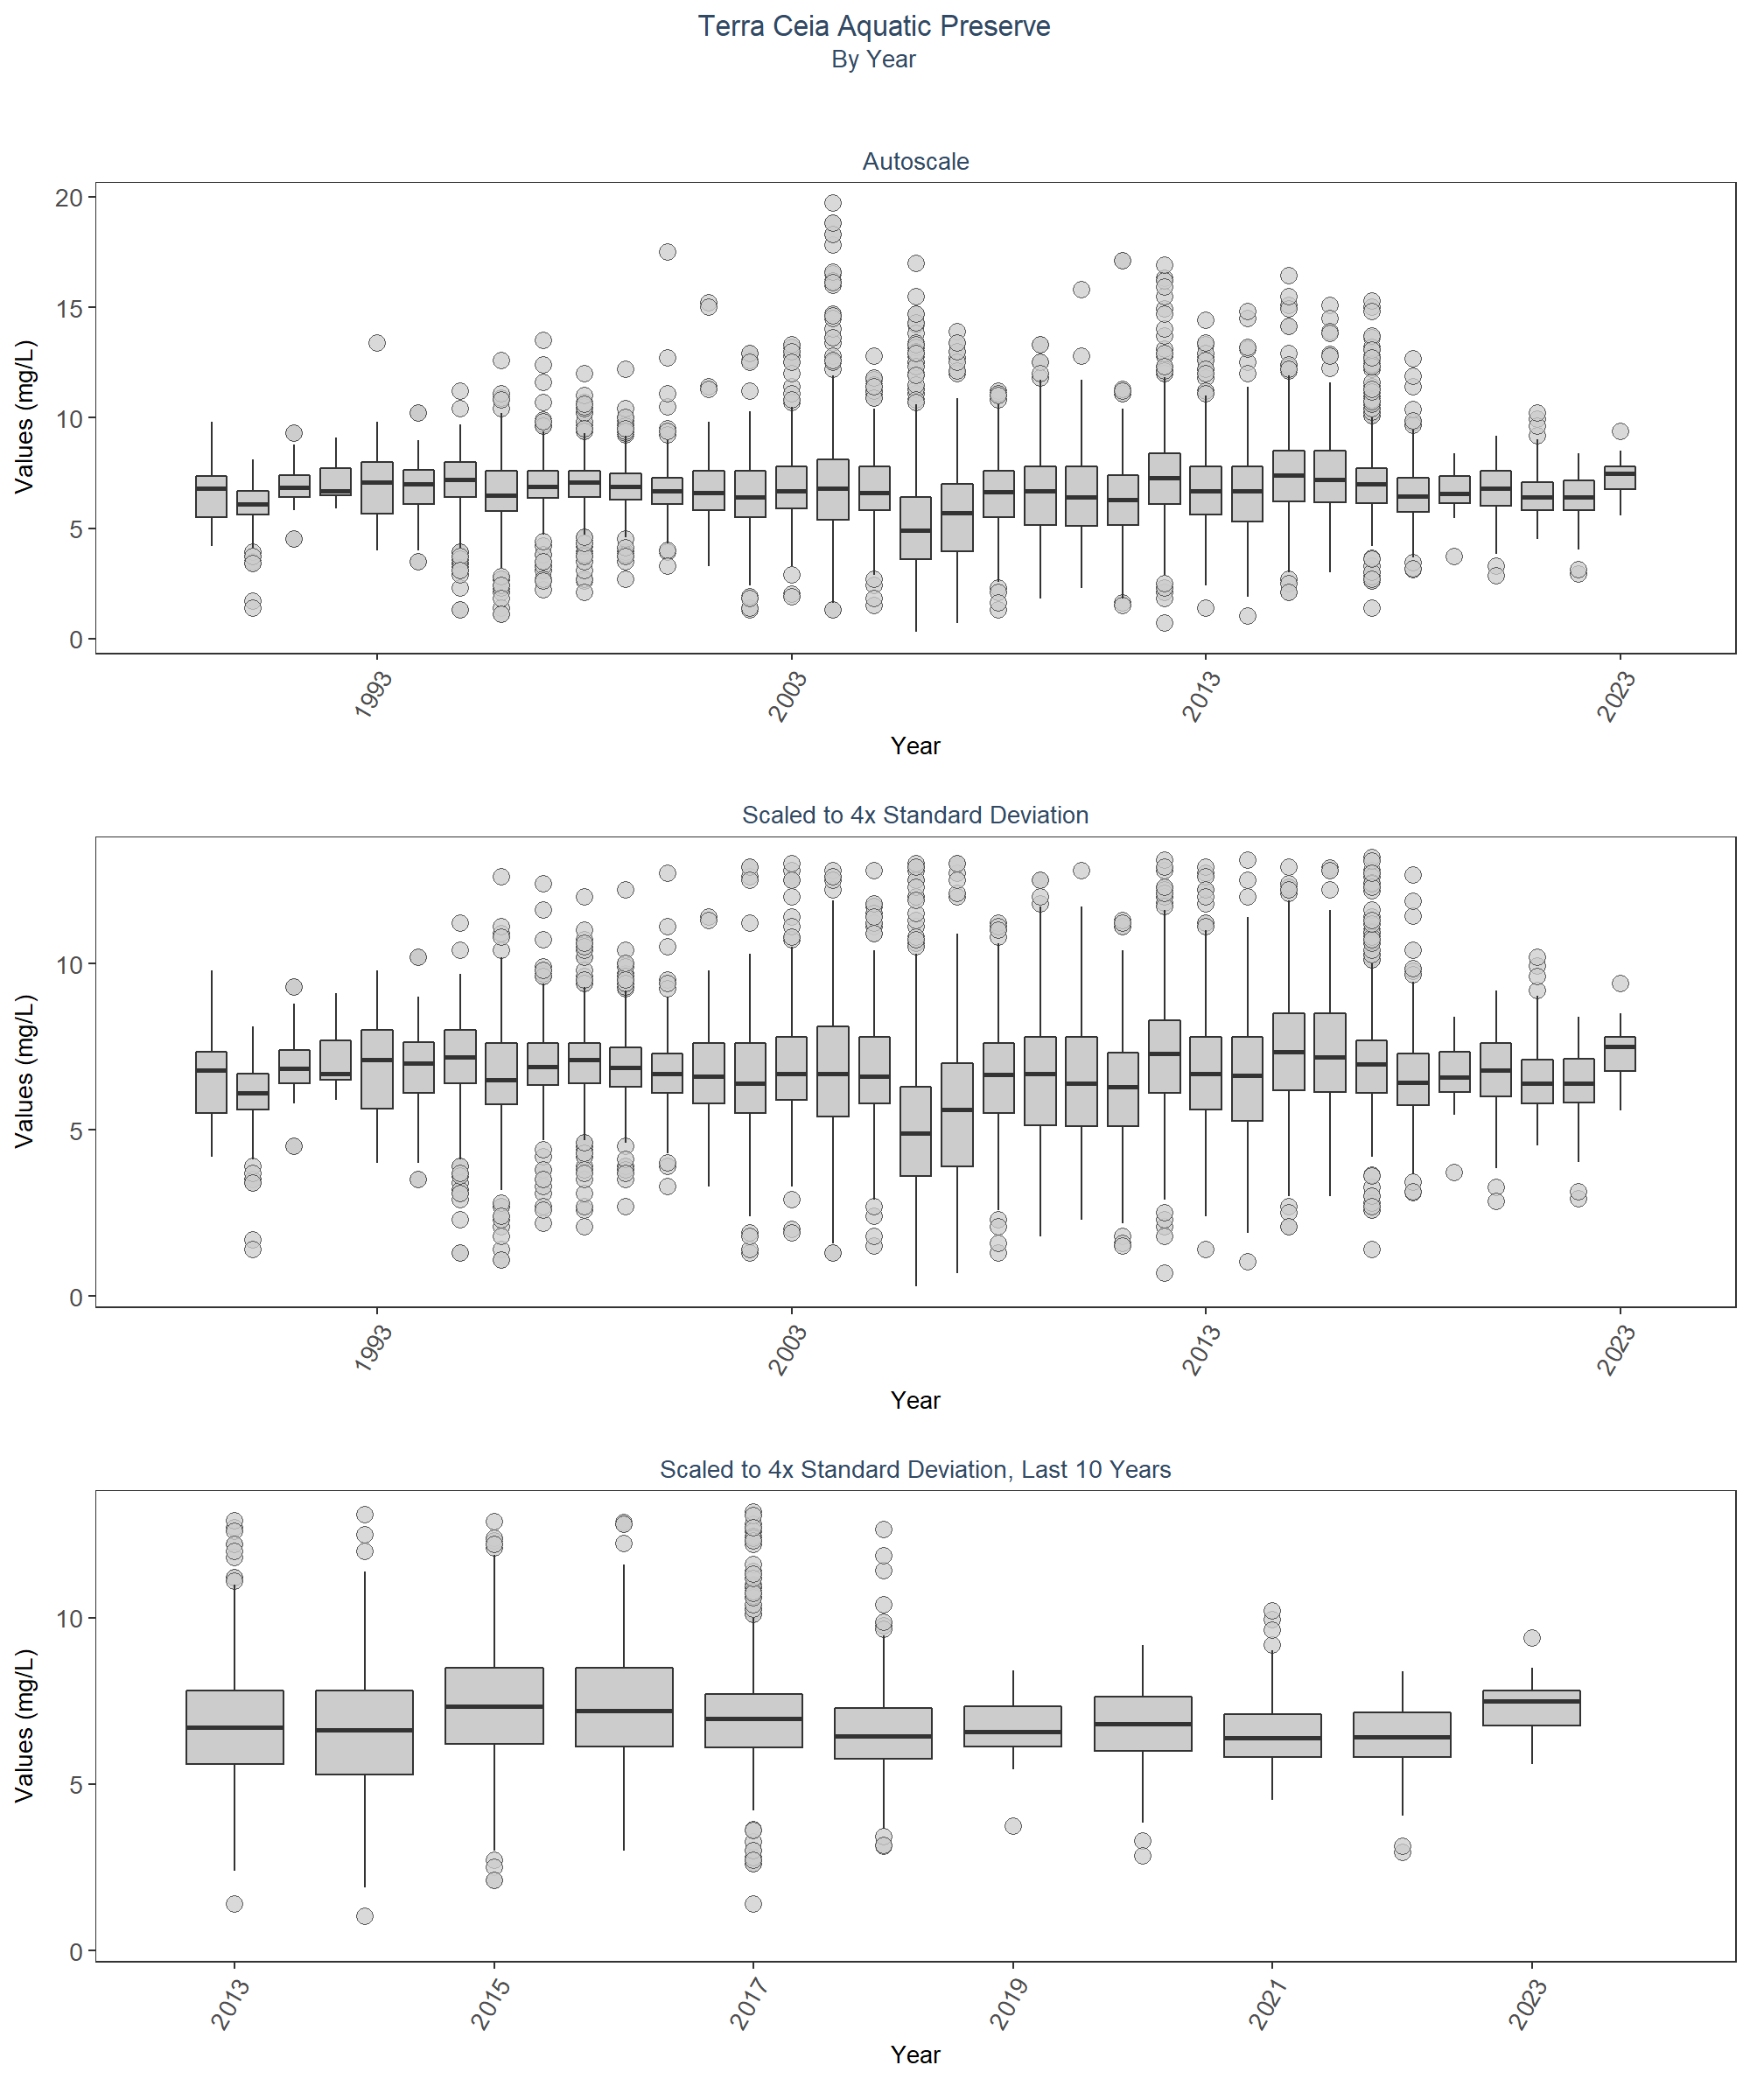 Terra Ceia Aquatic Preserve
By Year
Autoscale
Values (mg/L)
20
15
10
5
0
1993
2003
2013
2023
Year
Scaled to 4x Standard Deviation
Values (mg/L)
10
5
0
1993
2003
2013
2023
Year
Scaled to 4x Standard Deviation, Last 10 Years
Values (mg/L)
10
5
0
2013
2015
2017
2019
2021
2023
Year